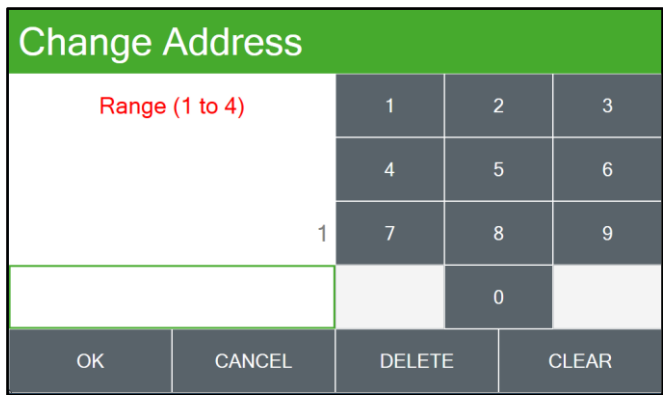 Change Address
Range (1 to 4)
1 2 3
4 5 6
1
7 8 9
0
OK CANCEL DELETE CLEAR